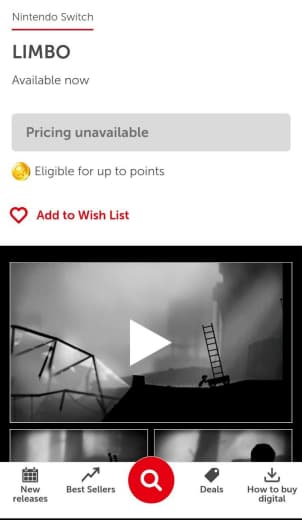 Nintendo Switch
LIMBO
Available now
Pricing unavailable
Eligible for up to points
Add to Wish List
New
releases
Best Sellers
Deals
How to buy
digital